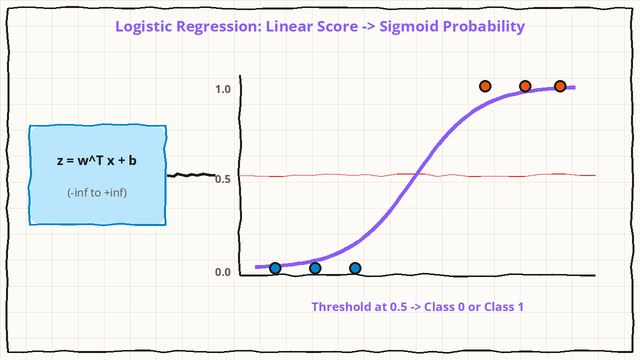 Logistic Regression: Linear Score -> Sigmoid Probability
1.0
z = w^T x + b
(-inf to +inf)
0.5
0.0
Threshold at 0.5 -> Class 0 or Class 1